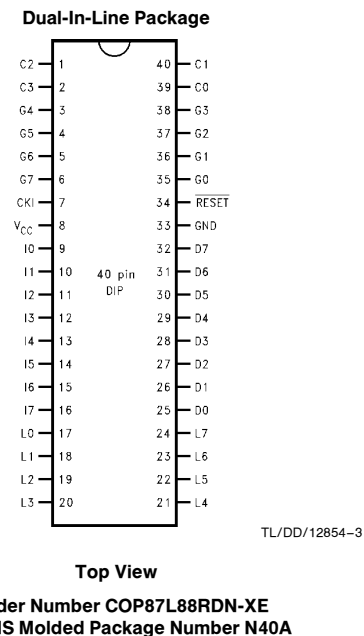 Dual-In-Line Package
C2 1 40 C1
C3 2 39 C0
G4 3 38 G3
G5 4 37 G2
G6 5 36 G1
G7 6 35 G0
CKI 7 34 RESET
VCC 8 33 GND
I0 9 32 D7
I1 10 40 pin 31 D6
I2 11 DIP 30 D5
I3 12 29 D4
I4 13 28 D3
I5 14 27 D2
I6 15 26 D1
I7 16 25 D0
L0 17 24 L7
L1 18 23 L6
L2 19 22 L5
L3 20 21 L4
TL/DD/12854–3
Top View
der Number COP87L88RDN-XE
IS Molded Package Number N40A